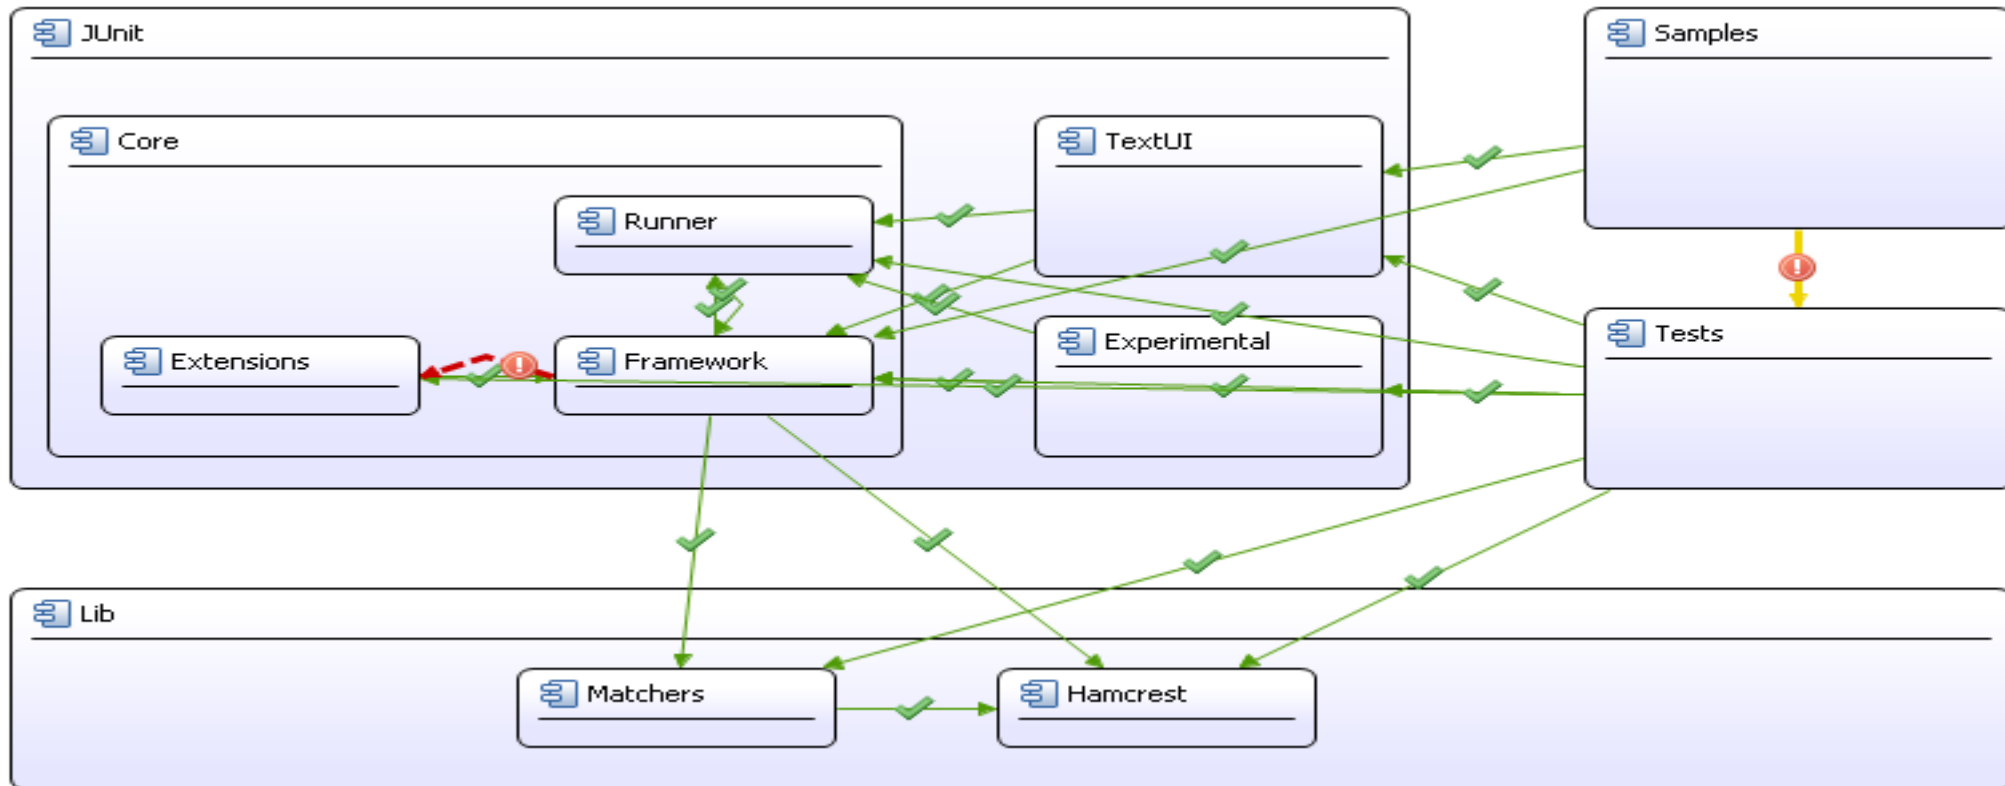 JUnit
Samples
Core
TextUI
Runner
Tests
Experimental
Extensions
Framework
Lib
Matchers
Hamcrest